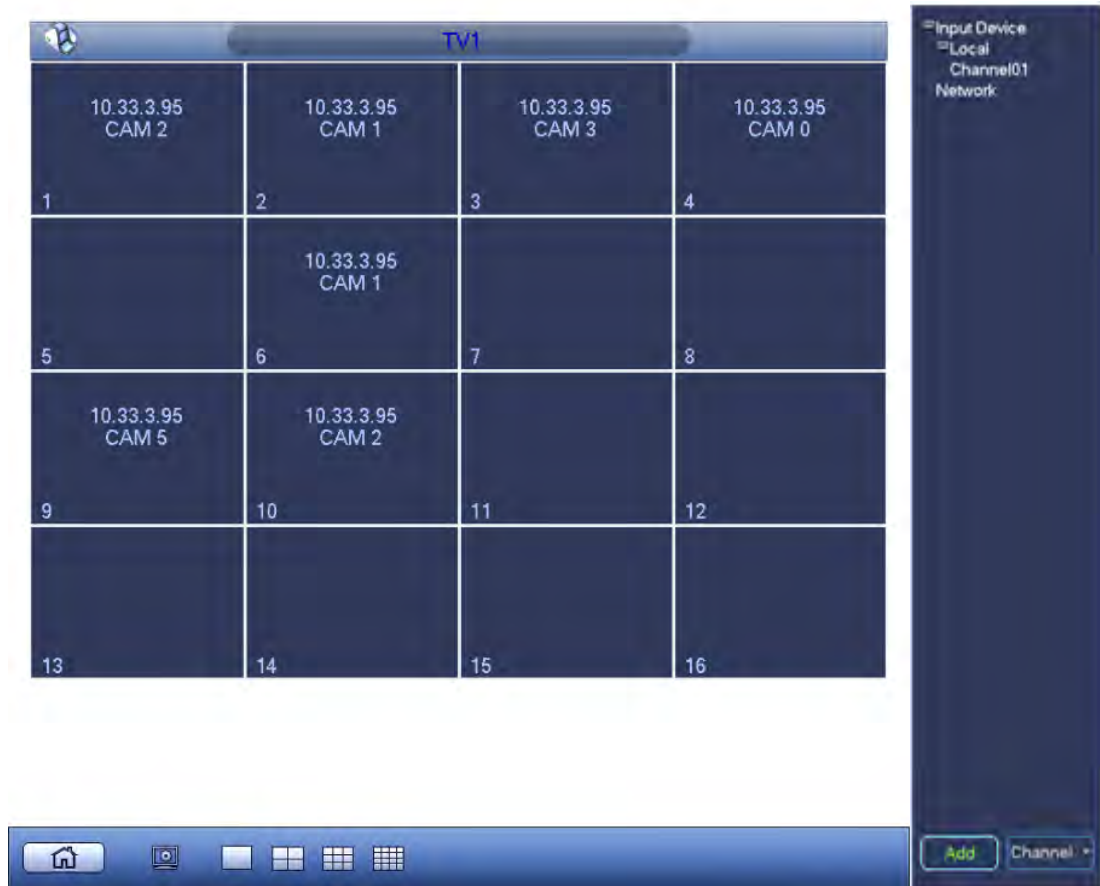 TV1
10.33.3.95
CAM 2
1
10.33.3.95
CAM 1
2
10.33.3.95
CAM 3
3
10.33.3.95
CAM 0
4
5
10.33.3.95
CAM 1
6
7
8
10.33.3.95
CAM 5
9
10.33.3.95
CAM 2
10
11
12
13
14
15
16
Input Device
Local
Channel01
Network
Add
Channel